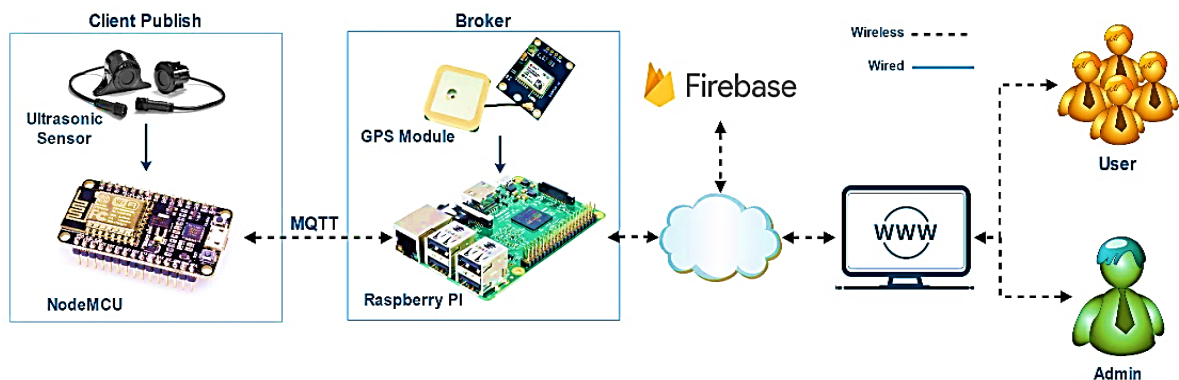 Client Publish
Broker
Wireless
Wired
Ultrasonic
Sensor
GPS Module
Firebase
User
MQTT
WWW
NodeMCU
Raspberry PI
Admin